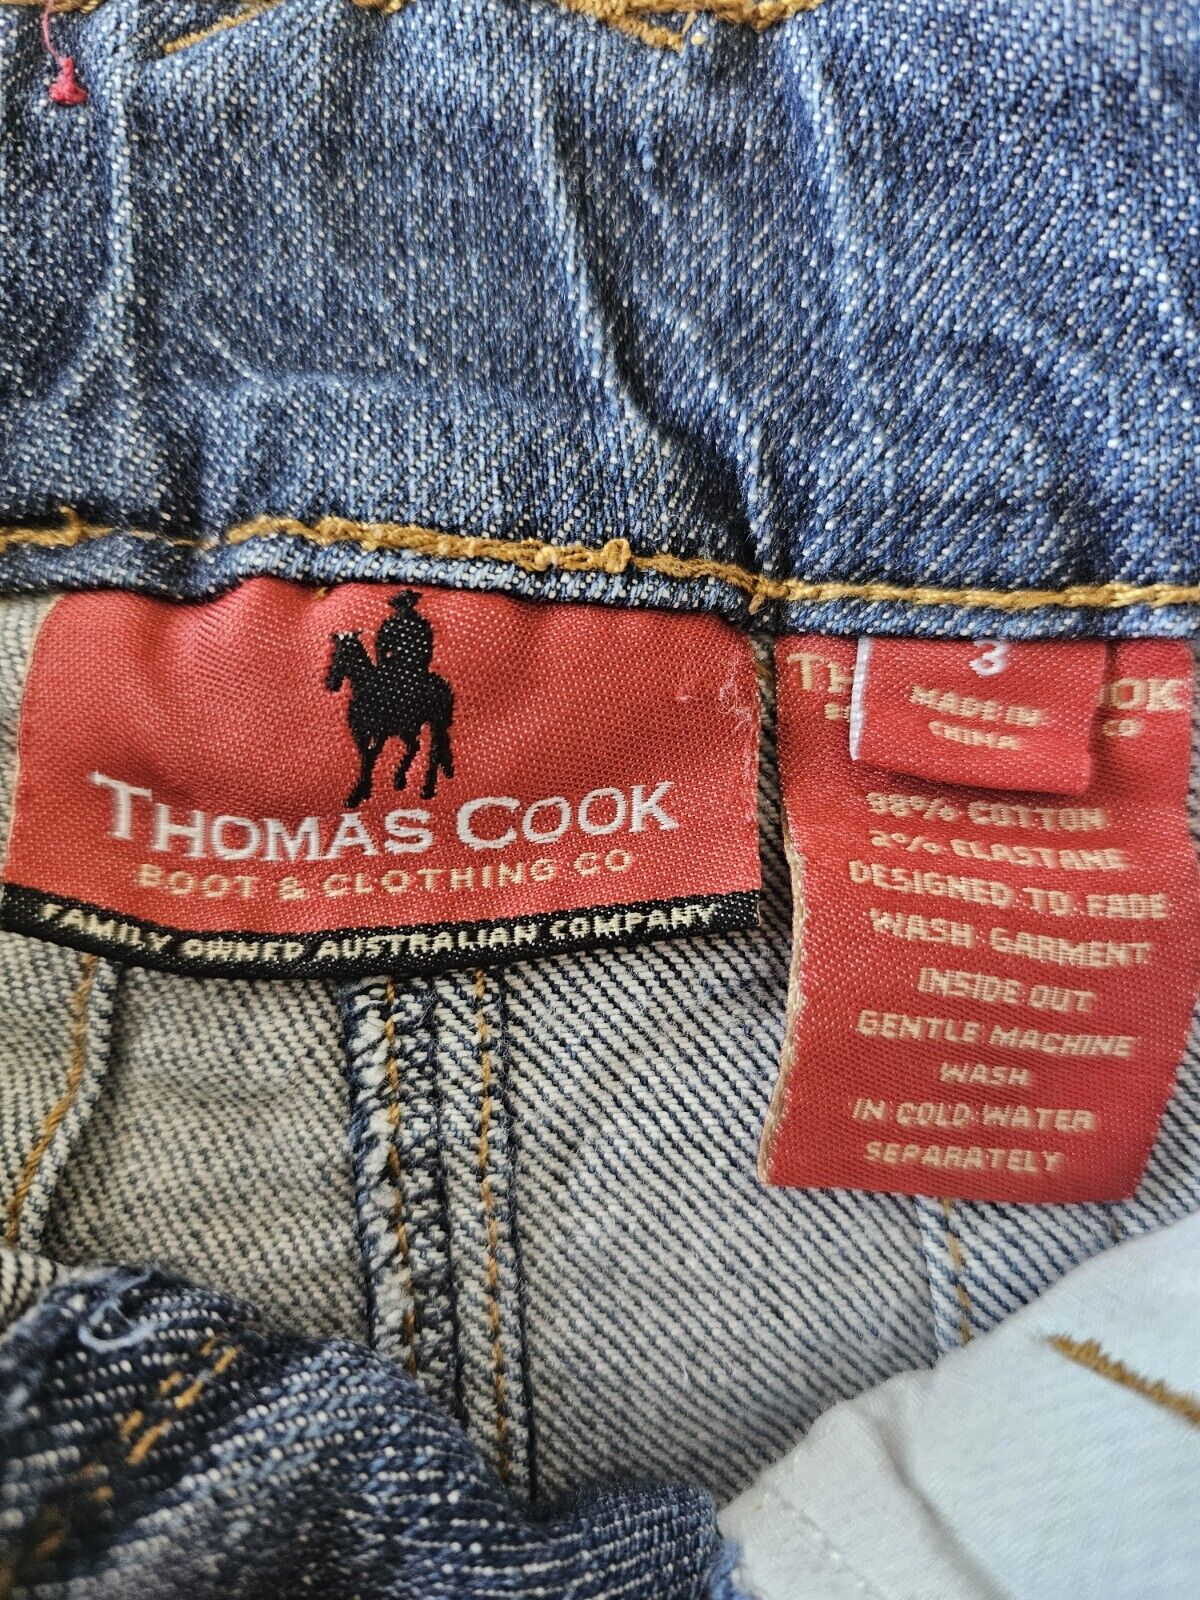 THOMAS COOK
BOOT & CLOTHING CO
FAMILY OWNED AUSTRALIAN COMPANY
3
MADE IN
CHINA
98% COTTON
2% ELASTANE
DESIGNED TO FADE
WASH GARMENT
INSIDE OUT
GENTLE MACHINE
WASH
IN COLD WATER
SEPARATELY